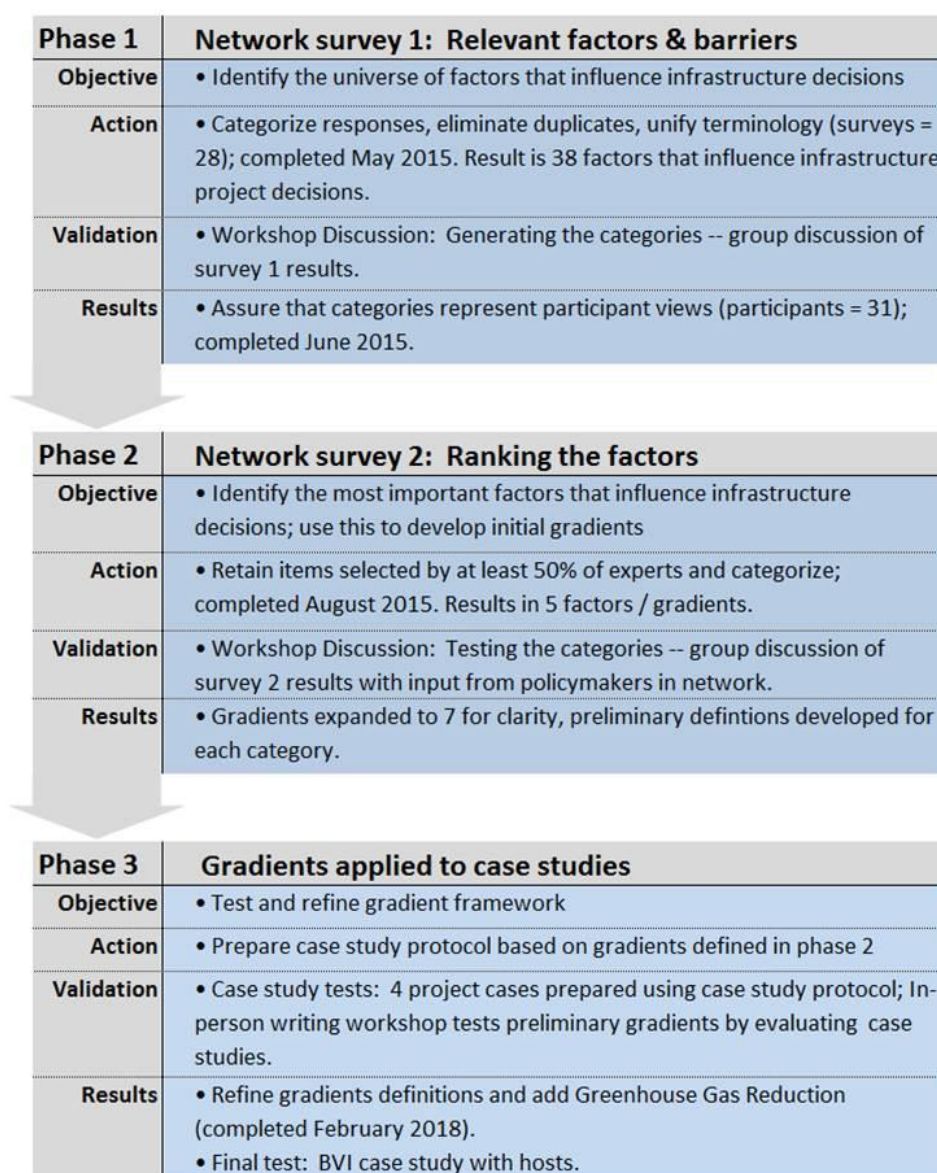 Phase 1 Network survey 1: Relevant factors & barriers
Objective • Identify the universe of factors that influence infrastructure decisions
Action • Categorize responses, eliminate duplicates, unify terminology (surveys =
28); completed May 2015. Result is 38 factors that influence infrastructure
project decisions.
Validation • Workshop Discussion: Generating the categories -- group discussion of
survey 1 results.
Results • Assure that categories represent participant views (participants = 31);
completed June 2015.
Phase 2 Network survey 2: Ranking the factors
Objective • Identify the most important factors that influence infrastructure
decisions; use this to develop initial gradients
Action • Retain items selected by at least 50% of experts and categorize;
completed August 2015. Results in 5 factors / gradients.
Validation • Workshop Discussion: Testing the categories -- group discussion of
survey 2 results with input from policymakers in network.
Results • Gradients expanded to 7 for clarity, preliminary defintions developed for
each category.
Phase 3 Gradients applied to case studies
Objective • Test and refine gradient framework
Action • Prepare case study protocol based on gradients defined in phase 2
Validation • Case study tests: 4 project cases prepared using case study protocol; In-
person writing workshop tests preliminary gradients by evaluating case
studies.
Results • Refine gradients definitions and add Greenhouse Gas Reduction
(completed February 2018).
• Final test: BVI case study with hosts.